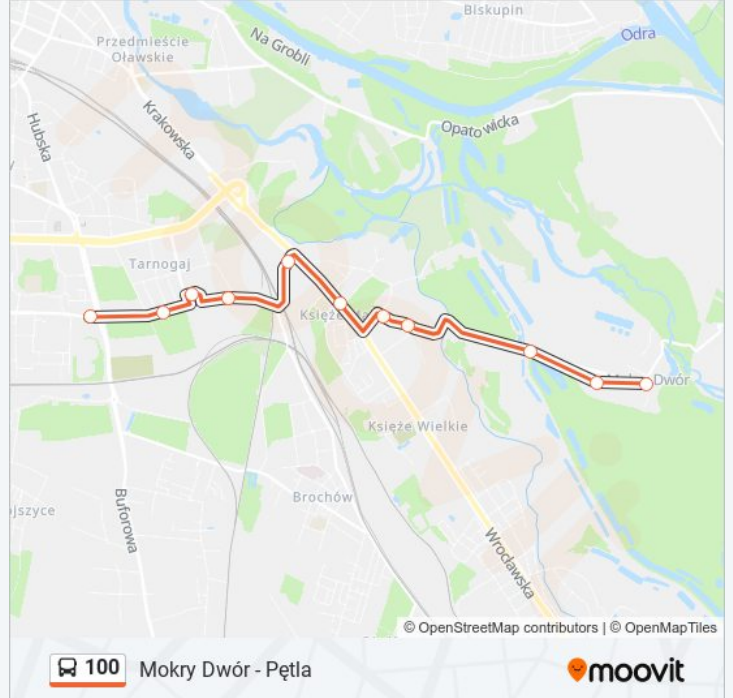 Biskupin
Odra
Przedmieście
Oławskie
Na Grobli
Hubska
Krakowska
Opatowicka
Tarnogaj
Księże
Dwór
Księże Wielkie
Brochów
jszyce
Buforowa
Wrocławska
© OpenStreetMap contributors | © OpenMapTiles
100 Mokry Dwór - Pętla
moovit